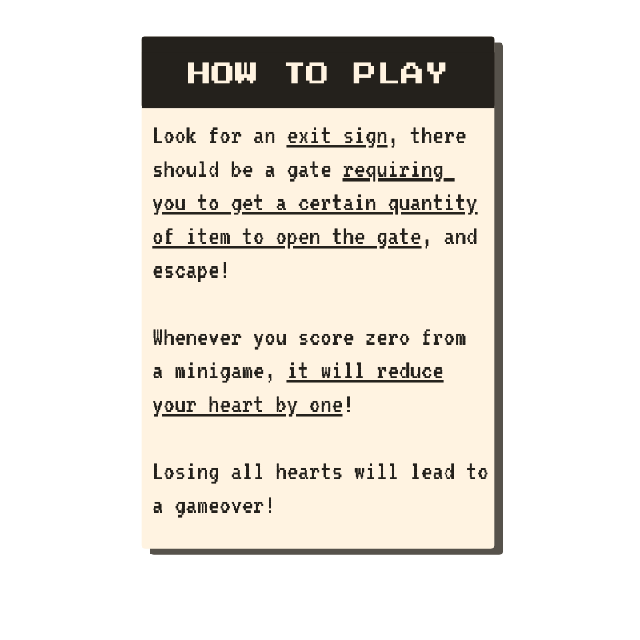 HOW TO PLAY
Look for an exit sign, there
should be a gate requiring
you to get a certain quantity
of item to open the gate, and
escape!
Whenever you score zero from
a minigame, it will reduce
your heart by one!
Losing all hearts will lead to
a gameover!